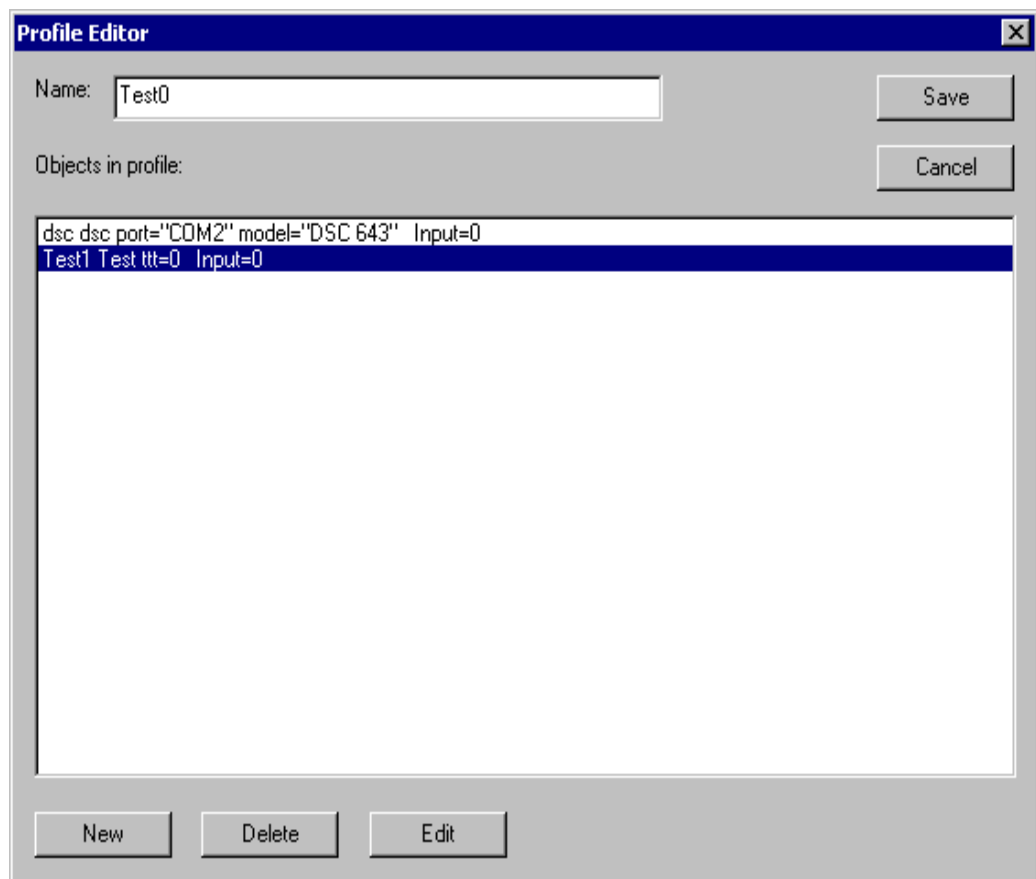 Profile Editor
Name:
Test0
Save
Objects in profile:
Cancel
dsc dsc port="COM2" model="DSC 643"   Input=0
Test1 Test ttt=0   Input=0
New
Delete
Edit